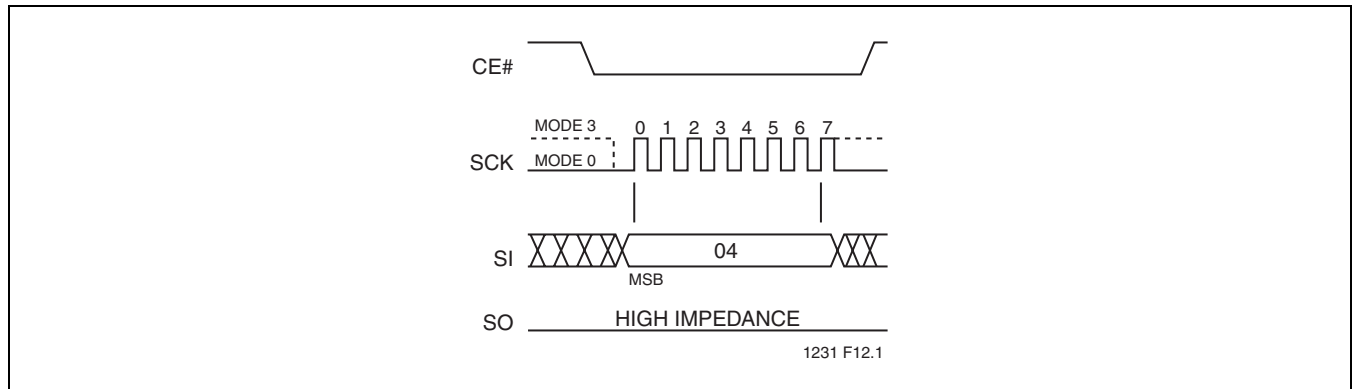 CE#
MODE 3
0 1 2 3 4 5 6 7
SCK
MODE 0
SI
04
MSB
SO
HIGH IMPEDANCE
1231 F12.1